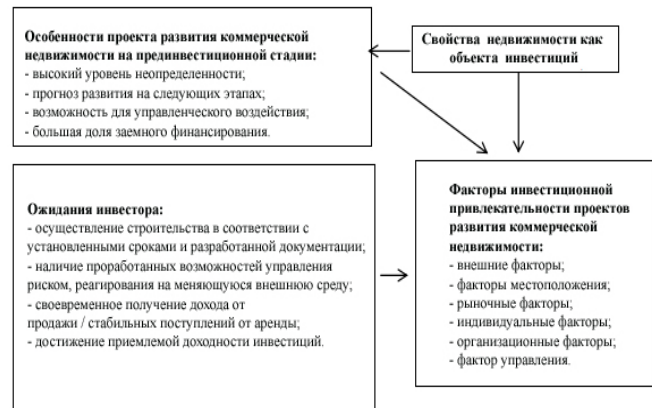 Особенности проекта развития коммерческой
недвижимости на прединвестиционной стадии:
- высокий уровень неопределенности;
- прогноз развития на следующих этапах;
- возможность для управленческого воздействия;
- большая доля заемного финансирования.
Свойства недвижимости как
объекта инвестиций
Ожидания инвестора:
- осуществление строительства в соответствии с
установленными сроками и разработанной документации;
- наличие проработанных возможностей управления
риском, реагирования на меняющуюся внешнюю среду;
- своевременное получение дохода от
продажи / стабильных поступлений от аренды;
- достижение приемлемой доходности инвестиций.
Факторы инвестиционной
привлекательности проектов
развития коммерческой
недвижимости:
- внешние факторы;
- факторы местоположения;
- рыночные факторы;
- индивидуальные факторы;
- организационные факторы;
- фактор управления.